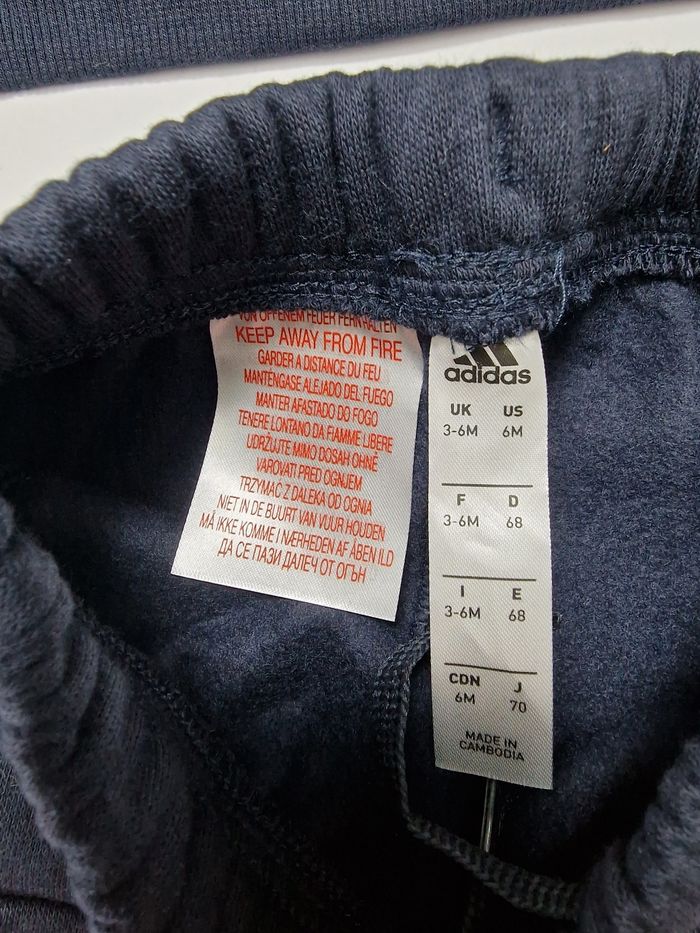 VON OFFENEM FEUER FERNHALTEN
KEEP AWAY FROM FIRE
GARDER A DISTANCE DU FEU
MANTÉNGASE ALEJADO DEL FUEGO
MANTER AFASTADO DO FOGO
TENERE LONTANO DA FIAMME LIBERE
UDRŽUJTE MIMO DOSAH OHNĚ
VAROVATI PRED OGNJEM
TRZYMAĆ Z DALEKA OD OGNIA
NIET IN DE BUURT VAN VUUR HOUDEN
MÅ IKKE KOMME I NÆRHEDEN AF ÅBEN ILD
ДА СЕ ПАЗИ ДАЛЕЧ ОТ ОГЪН
adidas
UK US
3-6M 6M
F D
3-6M 68
I E
3-6M 68
CDN J
6M 70
MADE IN
CAMBODIA